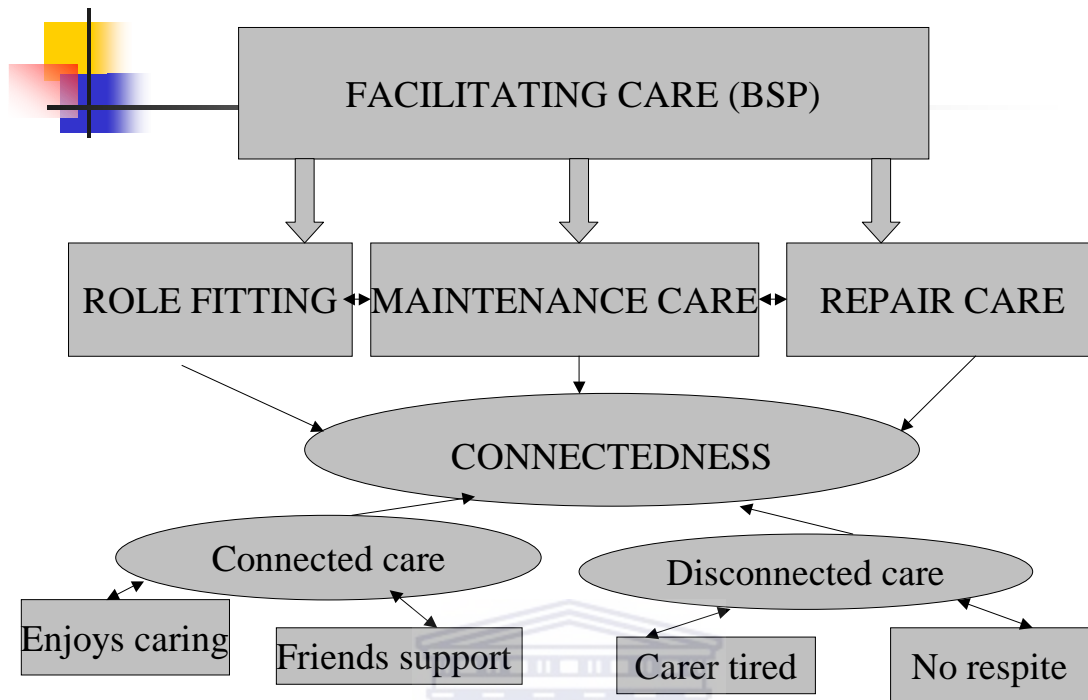 FACILITATING CARE (BSP)
ROLE FITTING
MAINTENANCE CARE
REPAIR CARE
CONNECTEDNESS
Connected care
Disconnected care
Enjoys caring
Friends support
Carer tired
No respite